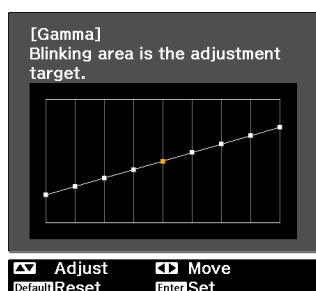 [Gamma]
Blinking area is the adjustment
target.
Adjust Move
Default Reset Enter Set